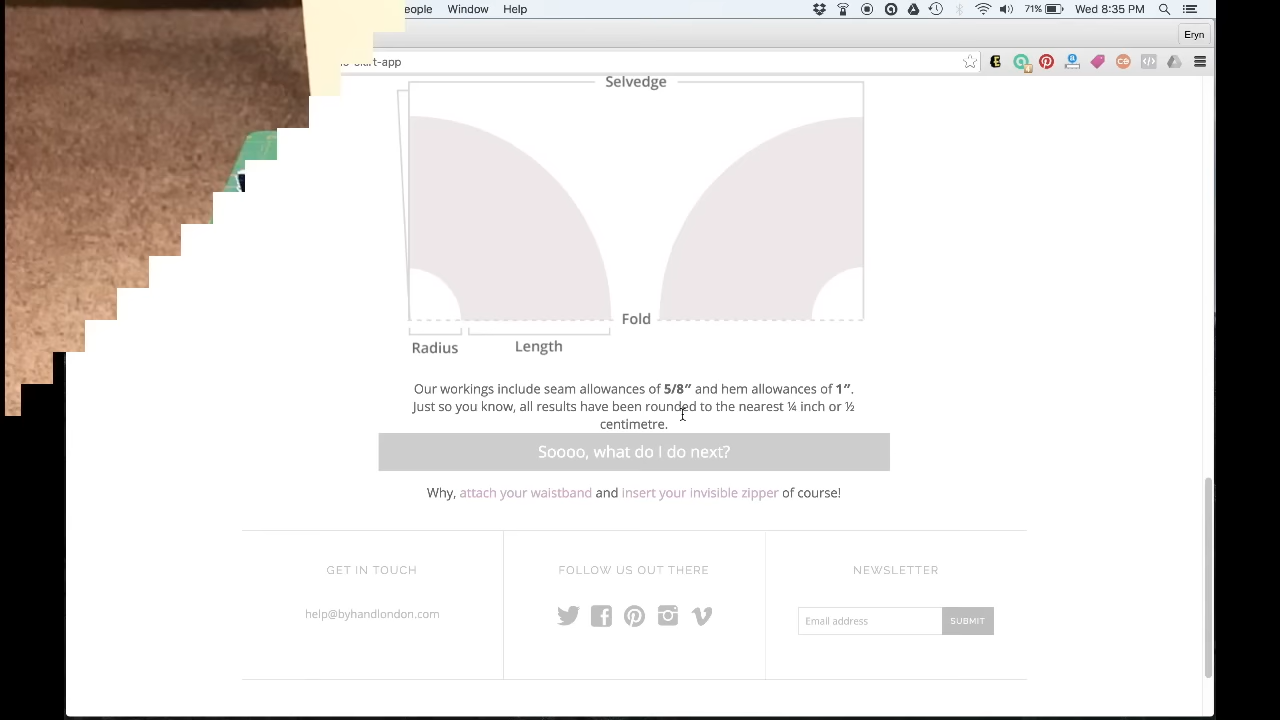 eople Window Help 71% Wed 8:35 PM
Eryn
-skirt-app
Selvedge
Fold
Radius Length
Our workings include seam allowances of 5/8″ and hem allowances of 1″.
Just so you know, all results have been rounded to the nearest ¼ inch or ½
centimetre.
Soooo, what do I do next?
Why, attach your waistband and insert your invisible zipper of course!
GET IN TOUCH FOLLOW US OUT THERE NEWSLETTER
help@byhandlondon.com Email address SUBMIT